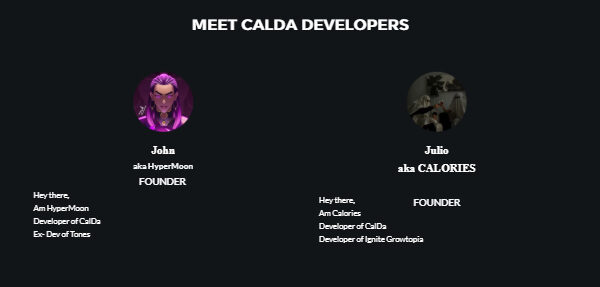 MEET CALDA DEVELOPERS
John
aka HyperMoon
FOUNDER
Hey there,
Am HyperMoon
Developer of CalDa
Ex- Dev of Tones
Julio
aka CALORIES
FOUNDER
Hey there,
Am Calories
Developer of CalDa
Developer of Ignite Growtopia